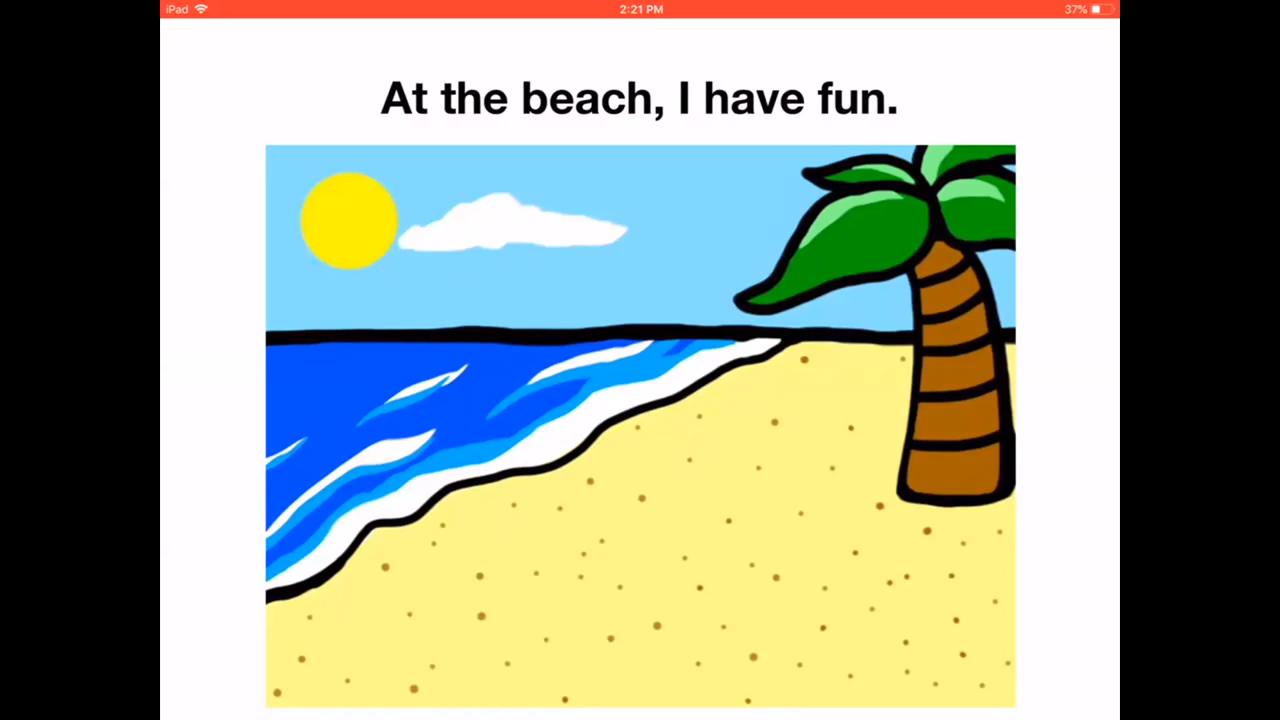 iPad 2:21 PM 37%
At the beach, I have fun.